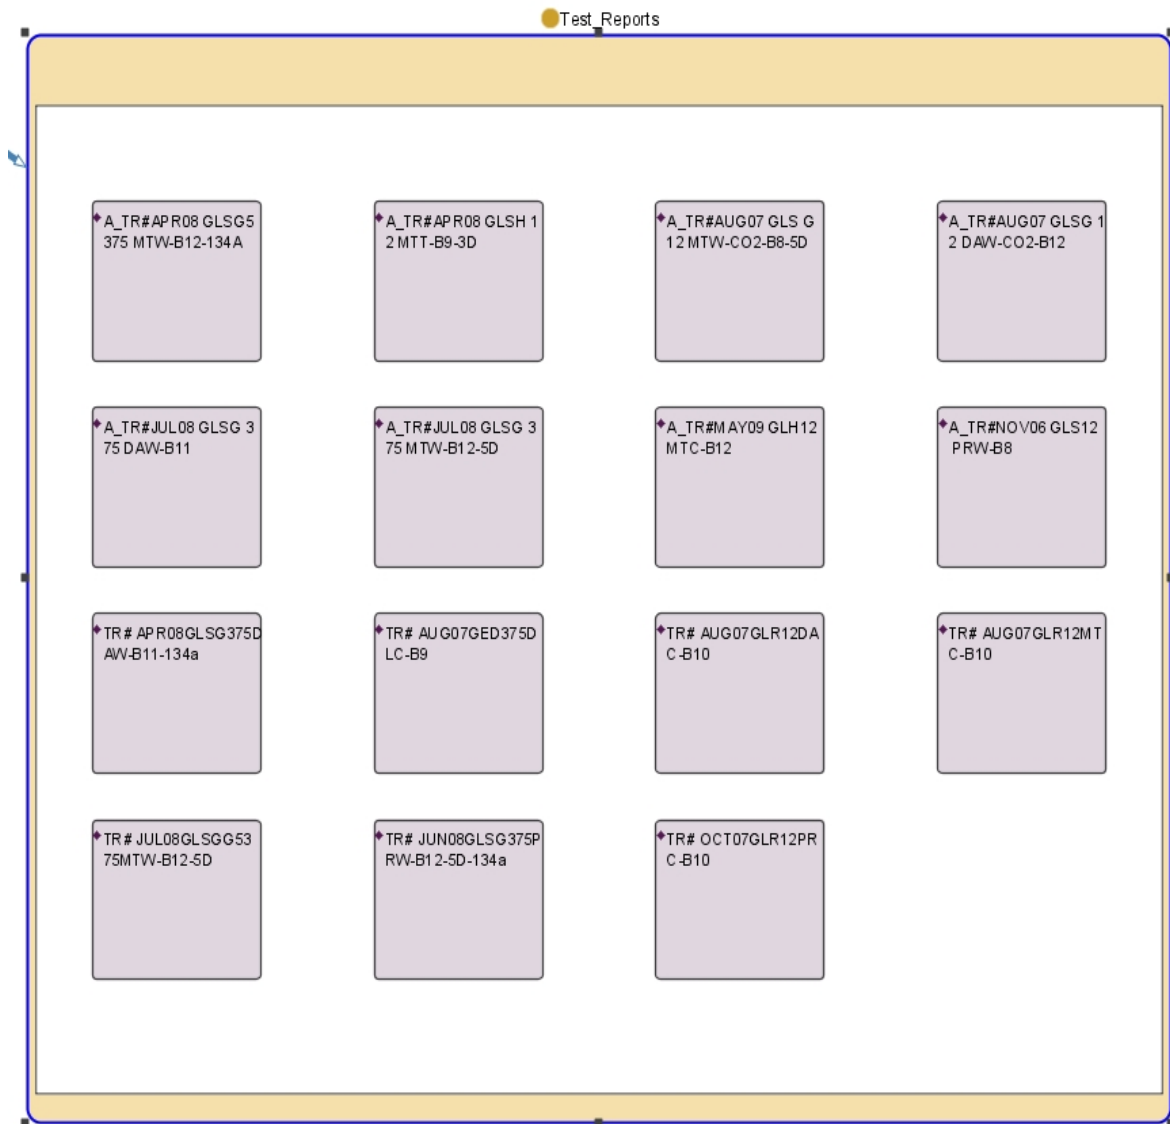 Test_Reports
A_TR#APR08 GLSG5
375 MTW-B12-134A
A_TR#APR08 GLSH 1
2 MTT-B9-3D
A_TR#AUG07 GLS G
12 MTW-CO2-B8-5D
A_TR#AUG07 GLSG 1
2 DAW-CO2-B12
A_TR#JUL08 GLSG 3
75 DAW-B11
A_TR#JUL08 GLSG 3
75 MTW-B12-5D
A_TR#MAY09 GLH12
MTC-B12
A_TR#NOV06 GLS12
PRW-B8
TR# APR08GLSG375D
AW-B11-134a
TR# AUG07GED375D
LC-B9
TR# AUG07GLR12DA
C-B10
TR# AUG07GLR12MT
C-B10
TR# JUL08GLSGG53
75MTW-B12-5D
TR# JUN08GLSG375P
RW-B12-5D-134a
TR# OCT07GLR12PR
C-B10